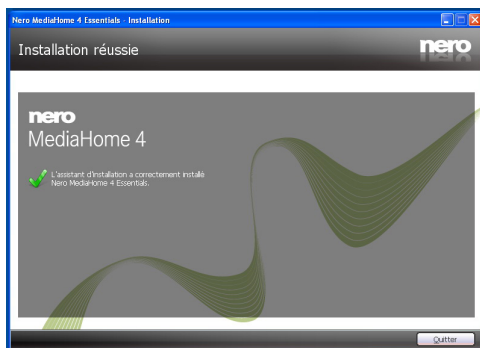 Nero MediaHome 4 Essentials - Installation
Installation réussie
nero
nero
MediaHome 4
L'assistant d'installation a correctement installé
Nero MediaHome 4 Essentials.
Quitter